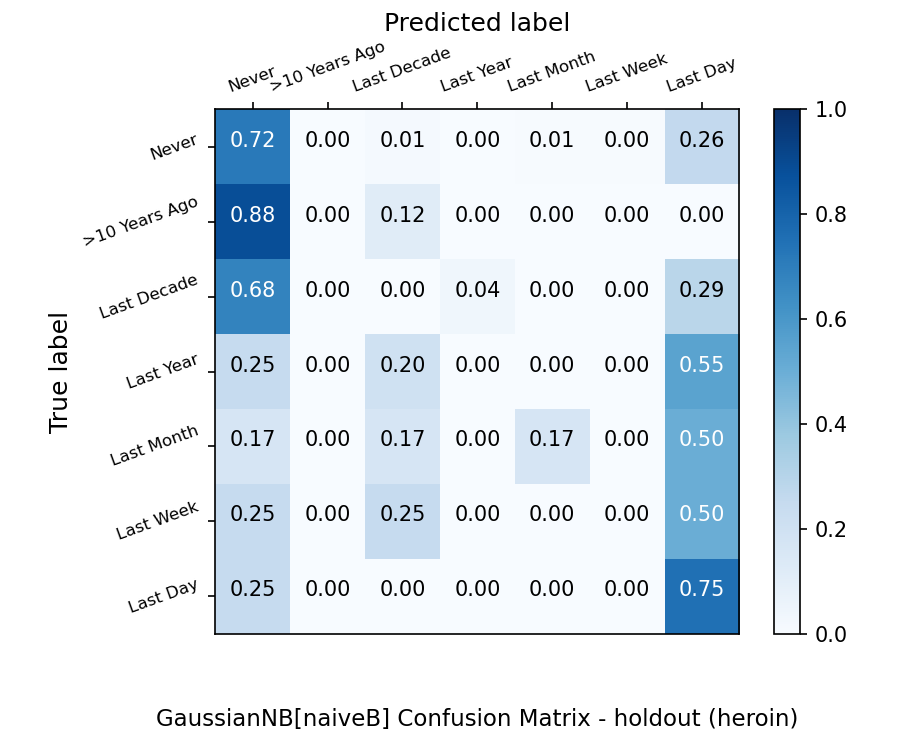 Predicted label
Never >10 Years Ago Last Decade Last Year Last Month Last Week Last Day
True label
Never 0.72 0.00 0.01 0.00 0.01 0.00 0.26
>10 Years Ago 0.88 0.00 0.12 0.00 0.00 0.00 0.00
Last Decade 0.68 0.00 0.00 0.04 0.00 0.00 0.29
Last Year 0.25 0.00 0.20 0.00 0.00 0.00 0.55
Last Month 0.17 0.00 0.17 0.00 0.17 0.00 0.50
Last Week 0.25 0.00 0.25 0.00 0.00 0.00 0.50
Last Day 0.25 0.00 0.00 0.00 0.00 0.00 0.75
1.0
0.8
0.6
0.4
0.2
0.0
GaussianNB[naiveB] Confusion Matrix - holdout (heroin)